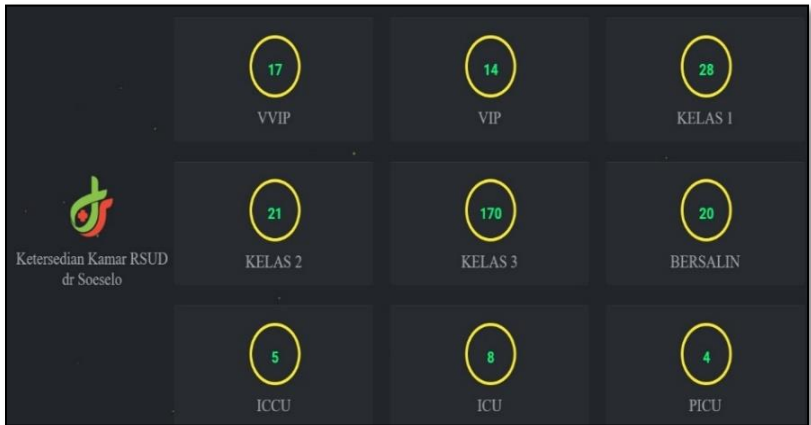 17
VVIP
14
VIP
28
KELAS 1
Ketersedian Kamar RSUD
dr Soeselo
21
KELAS 2
170
KELAS 3
20
BERSALIN
5
ICCU
8
ICU
4
PICU